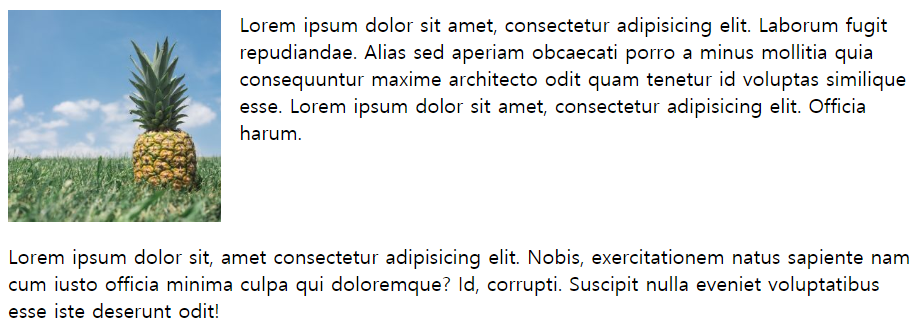 Lorem ipsum dolor sit amet, consectetur adipisicing elit. Laborum fugit
repudiandae. Alias sed aperiam obcaecati porro a minus mollitia quia
consequuntur maxime architecto odit quam tenetur id voluptas similique
esse. Lorem ipsum dolor sit amet, consectetur adipisicing elit. Officia
harum.
Lorem ipsum dolor sit, amet consectetur adipisicing elit. Nobis, exercitationem natus sapiente nam
cum iusto officia minima culpa qui doloremque? Id, corrupti. Suscipit nulla eveniet voluptatibus
esse iste deserunt odit!